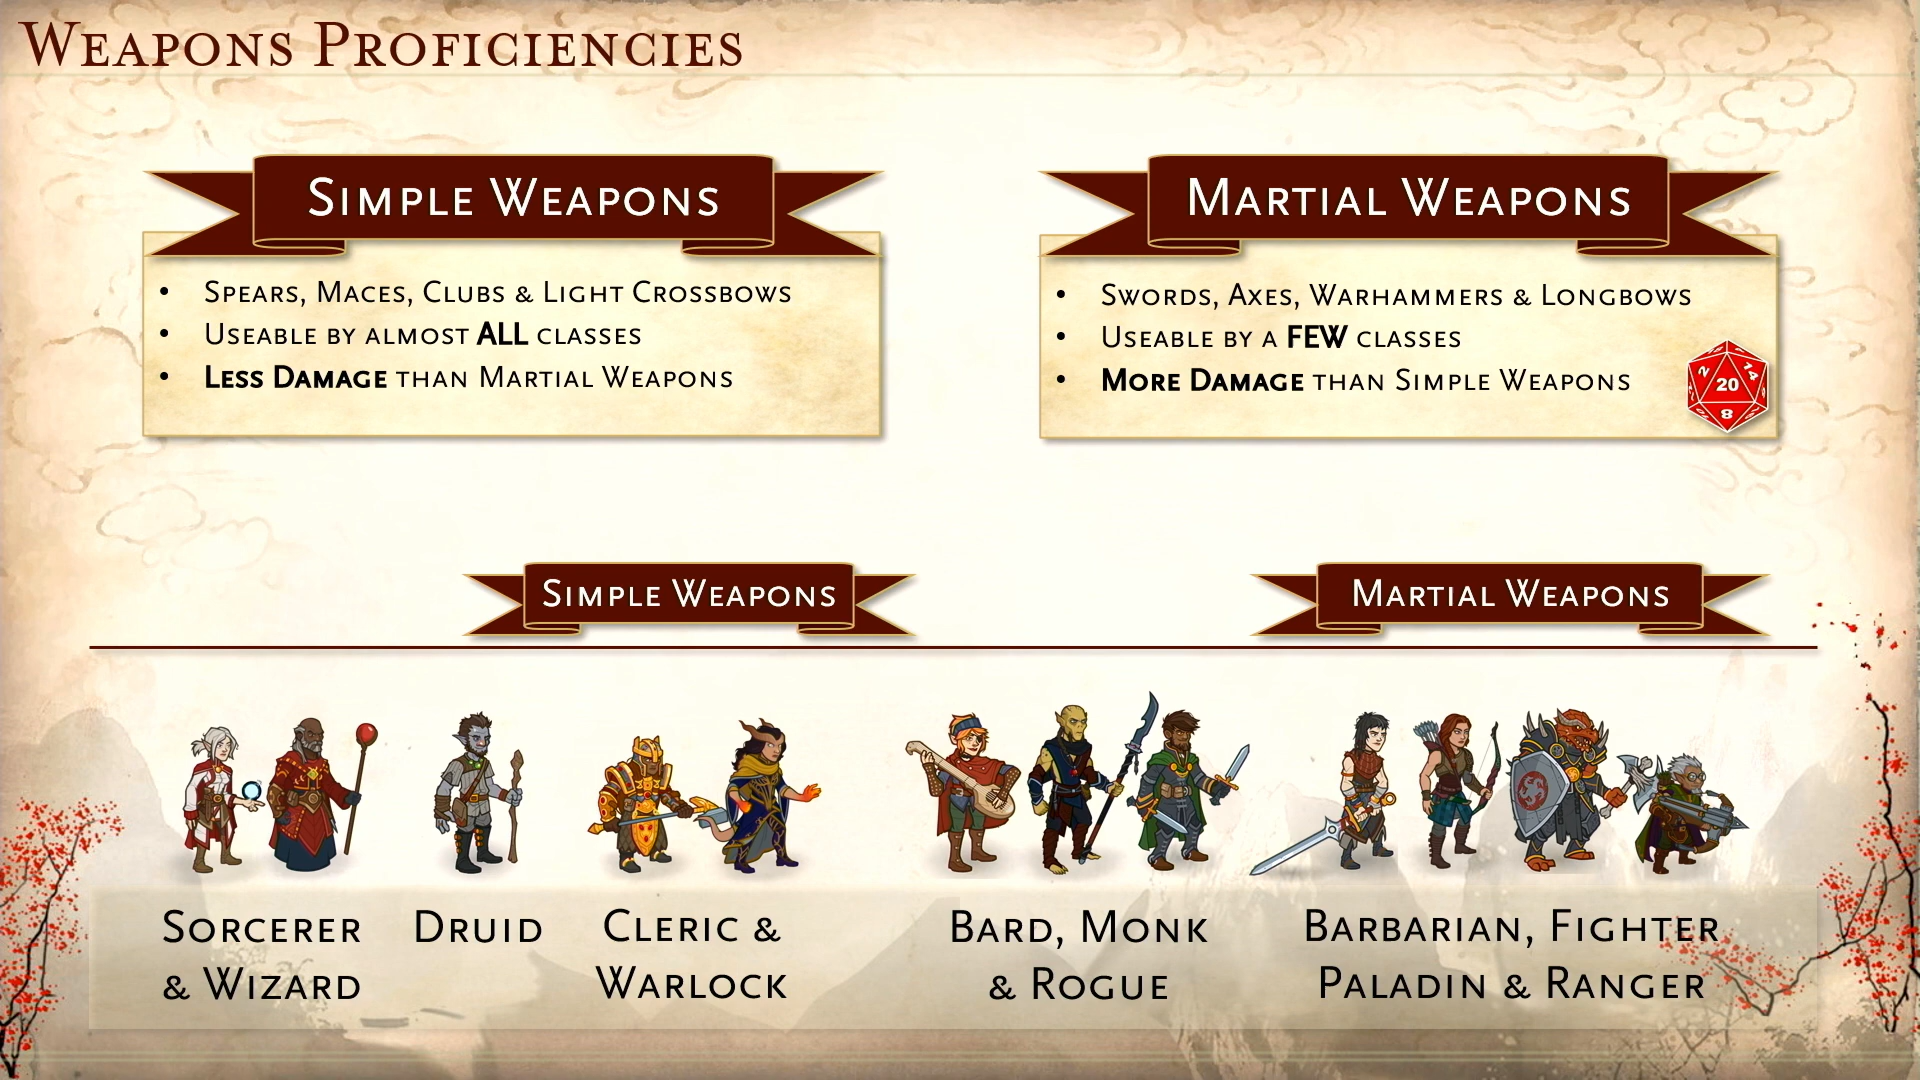 Weapons Proficiencies
Simple Weapons
• Spears, Maces, Clubs & Light Crossbows
• Useable by almost ALL classes
• Less Damage than Martial Weapons
Martial Weapons
• Swords, Axes, Warhammers & Longbows
• Useable by a FEW classes
• More Damage than Simple Weapons
20
2
14
8
Simple Weapons
Martial Weapons
Sorcerer
& Wizard
Druid
Cleric &
Warlock
Bard, Monk
& Rogue
Barbarian, Fighter
Paladin & Ranger